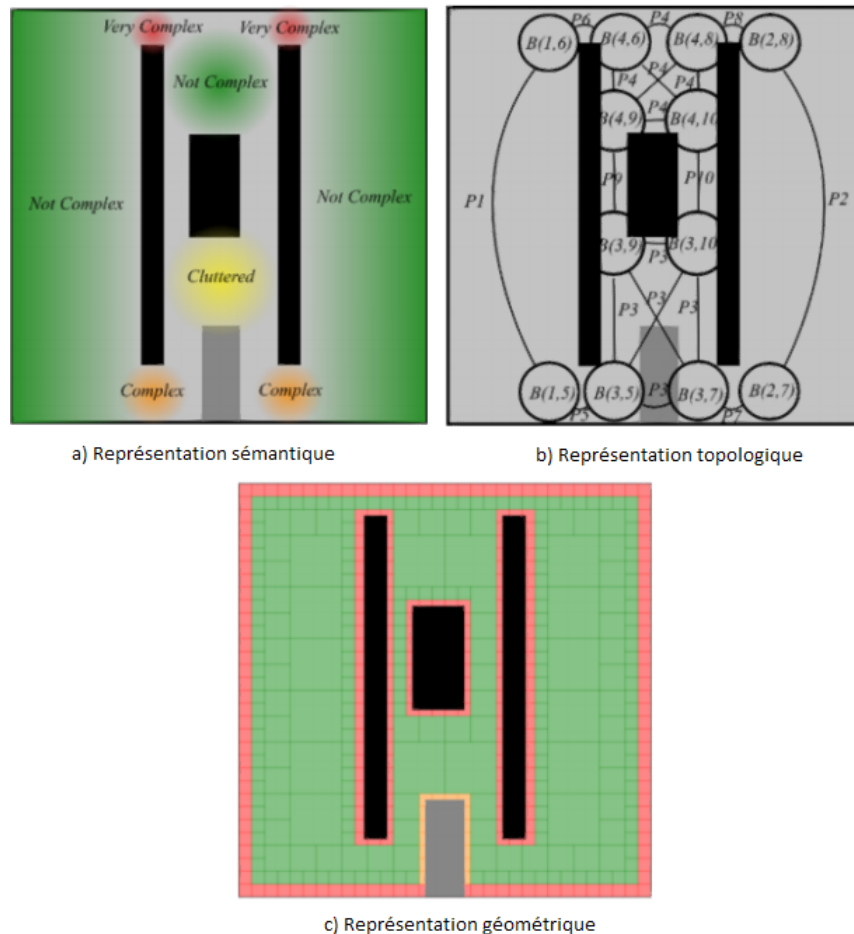 Very Complex
Very Complex
Not Complex
Not Complex
Not Complex
Cluttered
Complex
Complex
a) Représentation sémantique
P6
P4
P8
B(1,6)
B(4,6)
B(4,8)
B(2,8)
P4
P4
P4
P4
B(4,9)
B(4,10
P1
P9
P10
P2
B(3,9)
B(3,10
P3
P3
P3
P3
B(1,5)
B(3,5)
P3
B(3,7)
B(2,7)
P5
P7
b) Représentation topologique
c) Représentation géométrique